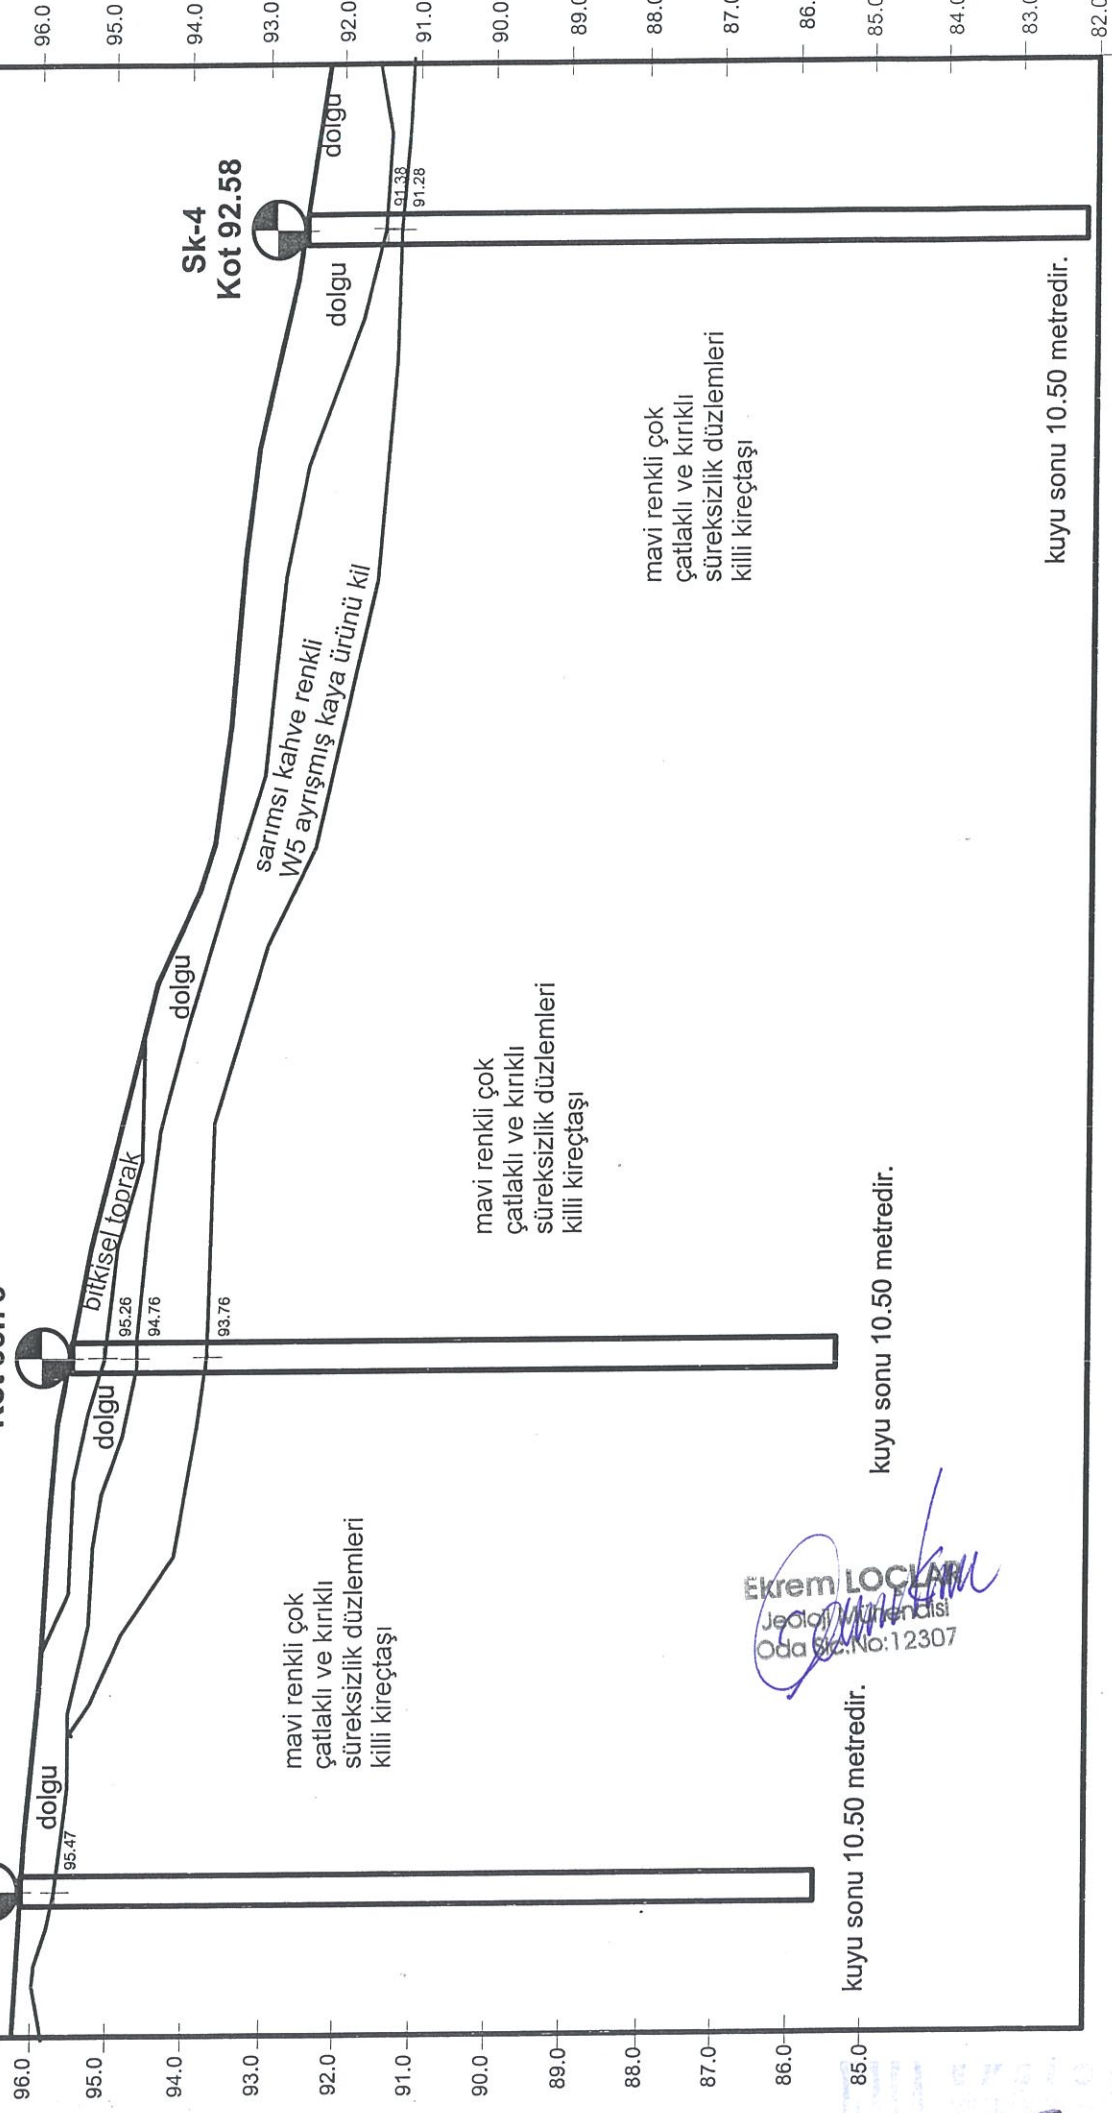 96.0
95.0
94.0
93.0
92.0
91.0
90.0
89.0
88.0
87.0
86.
85.0
84.0
83.0
82.0
Sk-4
Kot 92.58
dolgu
dolgu
91.38
91.28
sarımsı kahve renkli
W5 ayrışmış kaya ürünü kil
dolgu
bitkisel toprak
95.26
94.76
93.76
dolgu
dolgu
95.47
mavi renkli çok
çatlaklı ve kırıklı
süreksizlik düzlemleri
killi kireçtaşı
mavi renkli çok
çatlaklı ve kırıklı
süreksizlik düzlemleri
killi kireçtaşı
mavi renkli çok
çatlaklı ve kırıklı
süreksizlik düzlemleri
killi kireçtaşı
kuyu sonu 10.50 metredir.
kuyu sonu 10.50 metredir.
kuyu sonu 10.50 metredir.
Ekrem LOÇLAR
Jeoloji Mühendisi
Oda Sic.No:12307
96.0
95.0
94.0
93.0
92.0
91.0
90.0
89.0
88.0
87.0
86.0
85.0